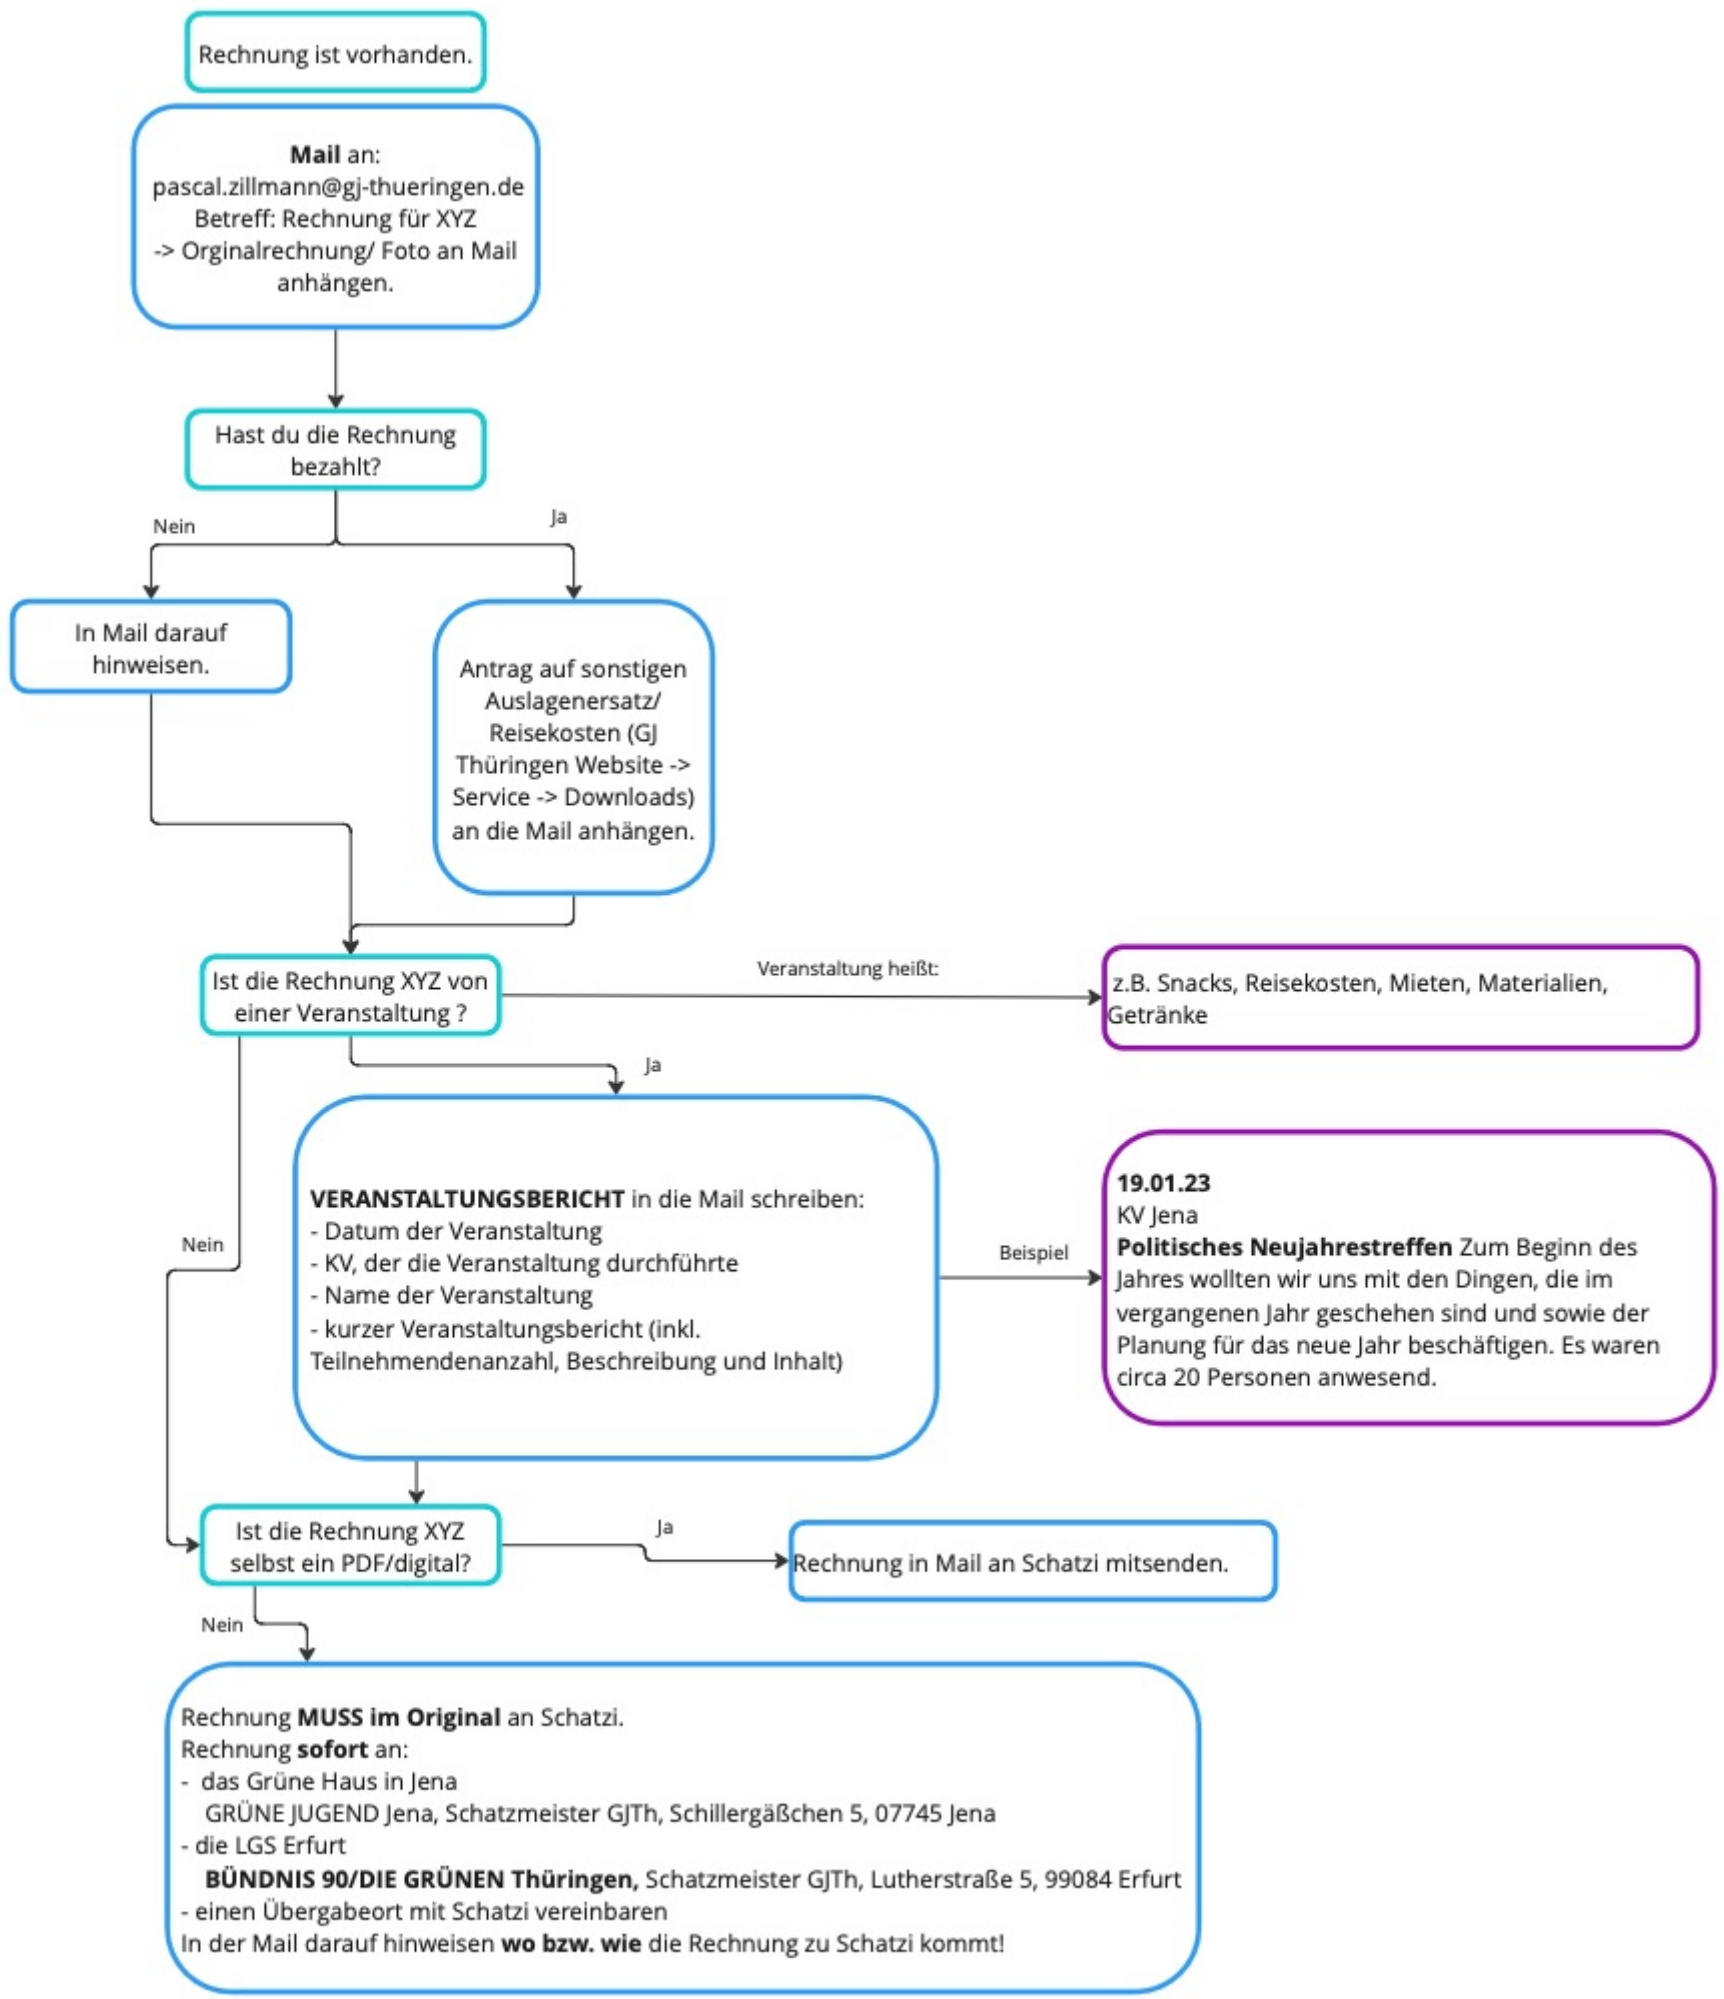 Rechnung ist vorhanden.
Mail an:
pascal.zillmann@gj-thueringen.de
Betreff: Rechnung für XYZ
-> Orginalrechnung/ Foto an Mail
anhängen.
Hast du die Rechnung
bezahlt?
Nein
Ja
In Mail darauf
hinweisen.
Antrag auf sonstigen
Auslagenersatz/
Reisekosten (GJ
Thüringen Website ->
Service -> Downloads)
an die Mail anhängen.
Ist die Rechnung XYZ von
einer Veranstaltung ?
Veranstaltung heißt:
z.B. Snacks, Reisekosten, Mieten, Materialien,
Getränke
Ja
Nein
VERANSTALTUNGSBERICHT in die Mail schreiben:
- Datum der Veranstaltung
- KV, der die Veranstaltung durchführte
- Name der Veranstaltung
- kurzer Veranstaltungsbericht (inkl.
Teilnehmendenanzahl, Beschreibung und Inhalt)
Beispiel
19.01.23
KV Jena
Politisches Neujahrestreffen Zum Beginn des
Jahres wollten wir uns mit den Dingen, die im
vergangenen Jahr geschehen sind und sowie der
Planung für das neue Jahr beschäftigen. Es waren
circa 20 Personen anwesend.
Ist die Rechnung XYZ
selbst ein PDF/digital?
Ja
Rechnung in Mail an Schatzi mitsenden.
Nein
Rechnung MUSS im Original an Schatzi.
Rechnung sofort an:
- das Grüne Haus in Jena
GRÜNE JUGEND Jena, Schatzmeister GJTh, Schillergäßchen 5, 07745 Jena
- die LGS Erfurt
BÜNDNIS 90/DIE GRÜNEN Thüringen, Schatzmeister GJTh, Lutherstraße 5, 99084 Erfurt
- einen Übergabeort mit Schatzi vereinbaren
In der Mail darauf hinweisen wo bzw. wie die Rechnung zu Schatzi kommt!